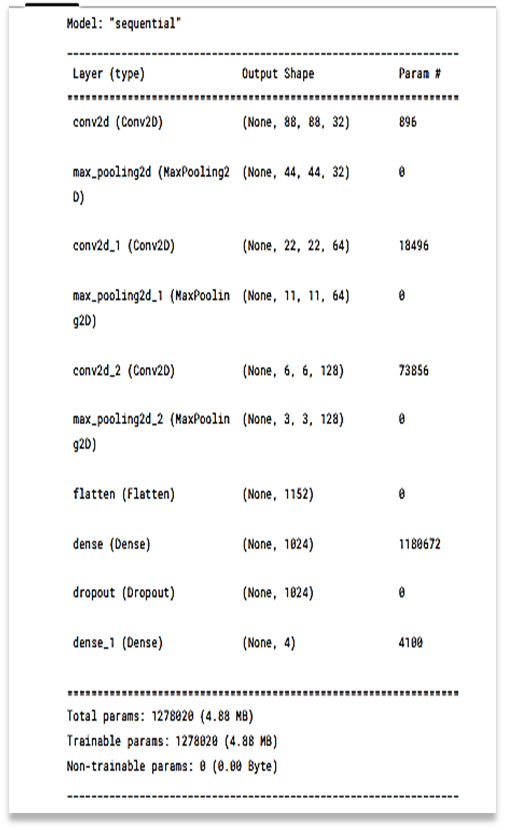 Model: "sequential"
Layer (type) Output Shape Param #
conv2d (Conv2D) (None, 88, 88, 32) 896
max_pooling2d (MaxPooling2 (None, 44, 44, 32) 0
D)
conv2d_1 (Conv2D) (None, 22, 22, 64) 18496
max_pooling2d_1 (MaxPoolin (None, 11, 11, 64) 0
g2D)
conv2d_2 (Conv2D) (None, 6, 6, 128) 73856
max_pooling2d_2 (MaxPoolin (None, 3, 3, 128) 0
g2D)
flatten (Flatten) (None, 1152) 0
dense (Dense) (None, 1024) 1180672
dropout (Dropout) (None, 1024) 0
dense_1 (Dense) (None, 4) 4100
Total params: 1278020 (4.88 MB)
Trainable params: 1278020 (4.88 MB)
Non-trainable params: 0 (0.00 Byte)